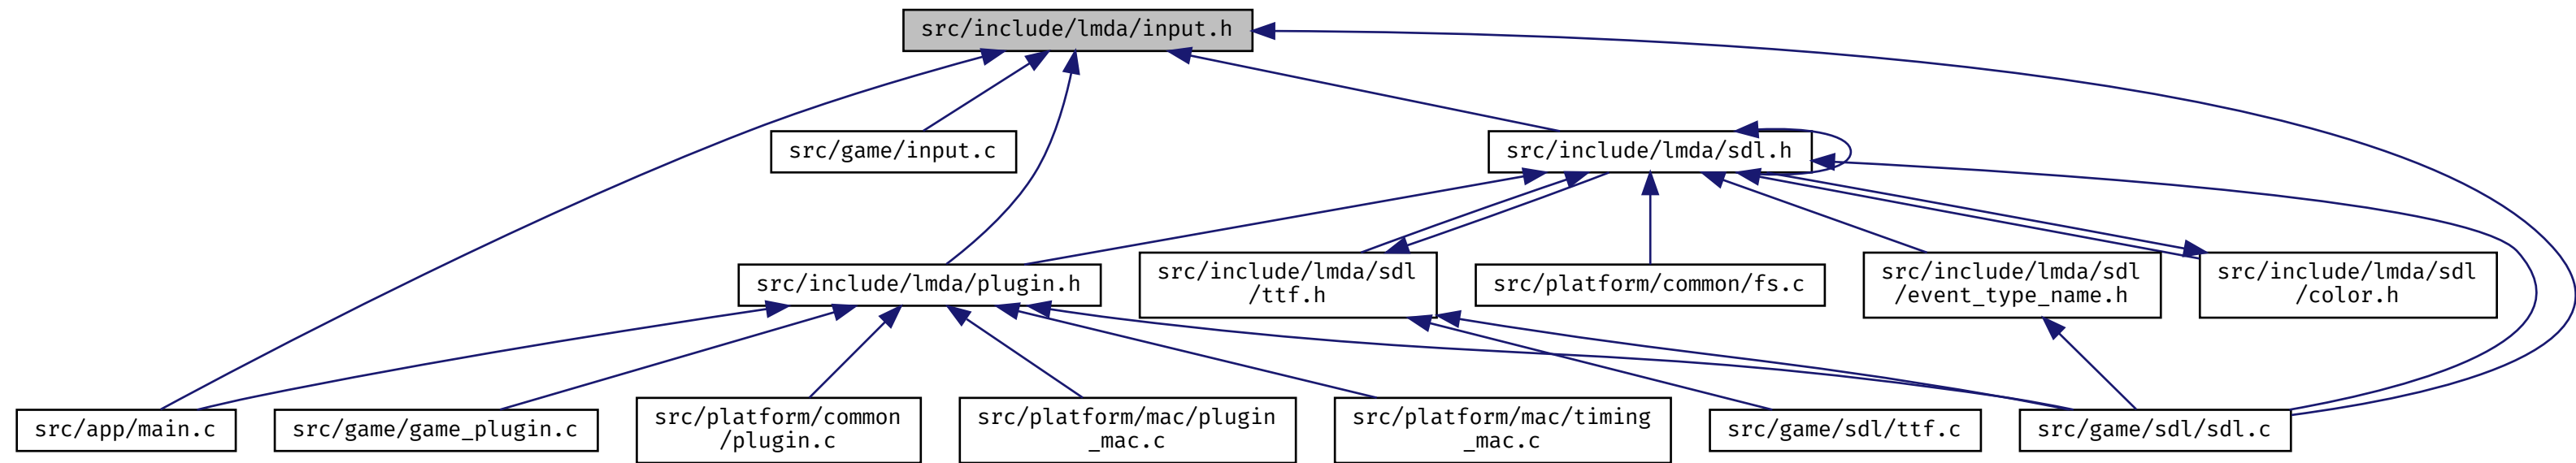 src/include/lmda/input.h
src/game/input.c
src/include/lmda/sdl.h
src/include/lmda/plugin.h
src/include/lmda/sdl
/ttf.h
src/platform/common/fs.c
src/include/lmda/sdl
/event_type_name.h
src/include/lmda/sdl
/color.h
src/app/main.c
src/game/game_plugin.c
src/platform/common
/plugin.c
src/platform/mac/plugin
_mac.c
src/platform/mac/timing
_mac.c
src/game/sdl/ttf.c
src/game/sdl/sdl.c